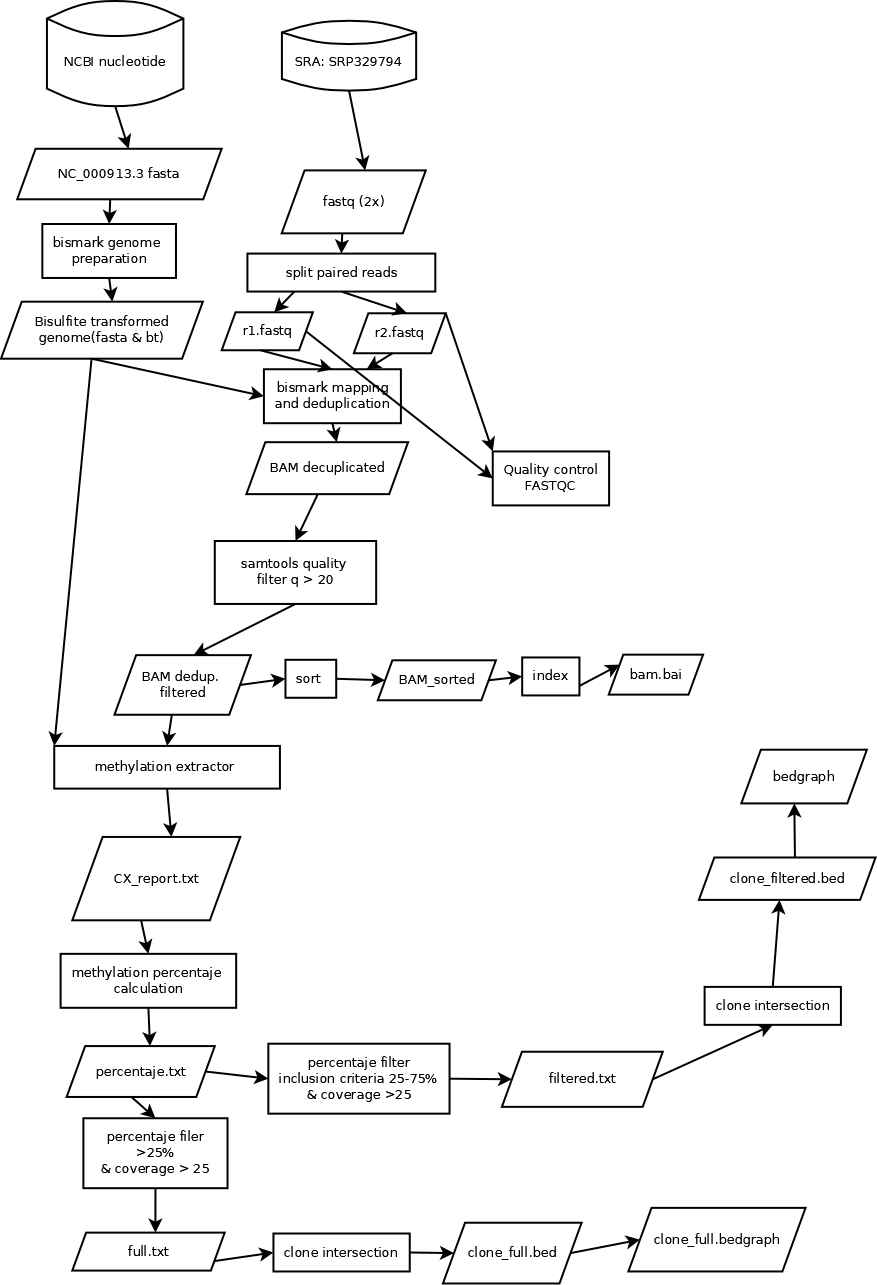 NCBI nucleotide
SRA: SRP329794
NC_000913.3 fasta
fastq (2x)
bismark genome
preparation
split paired reads
Bisulfite transformed
genome(fasta & bt)
r1.fastq
r2.fastq
bismark mapping
and deduplication
BAM decuplicated
Quality control
FASTQC
samtools quality
filter q > 20
BAM dedup.
filtered
sort
BAM_sorted
index
bam.bai
methylation extractor
bedgraph
CX_report.txt
clone_filtered.bed
methylation percentaje
calculation
clone intersection
percentaje.txt
percentaje filter
inclusion criteria 25-75%
& coverage >25
filtered.txt
percentaje filer
>25%
& coverage > 25
full.txt
clone intersection
clone_full.bed
clone_full.bedgraph